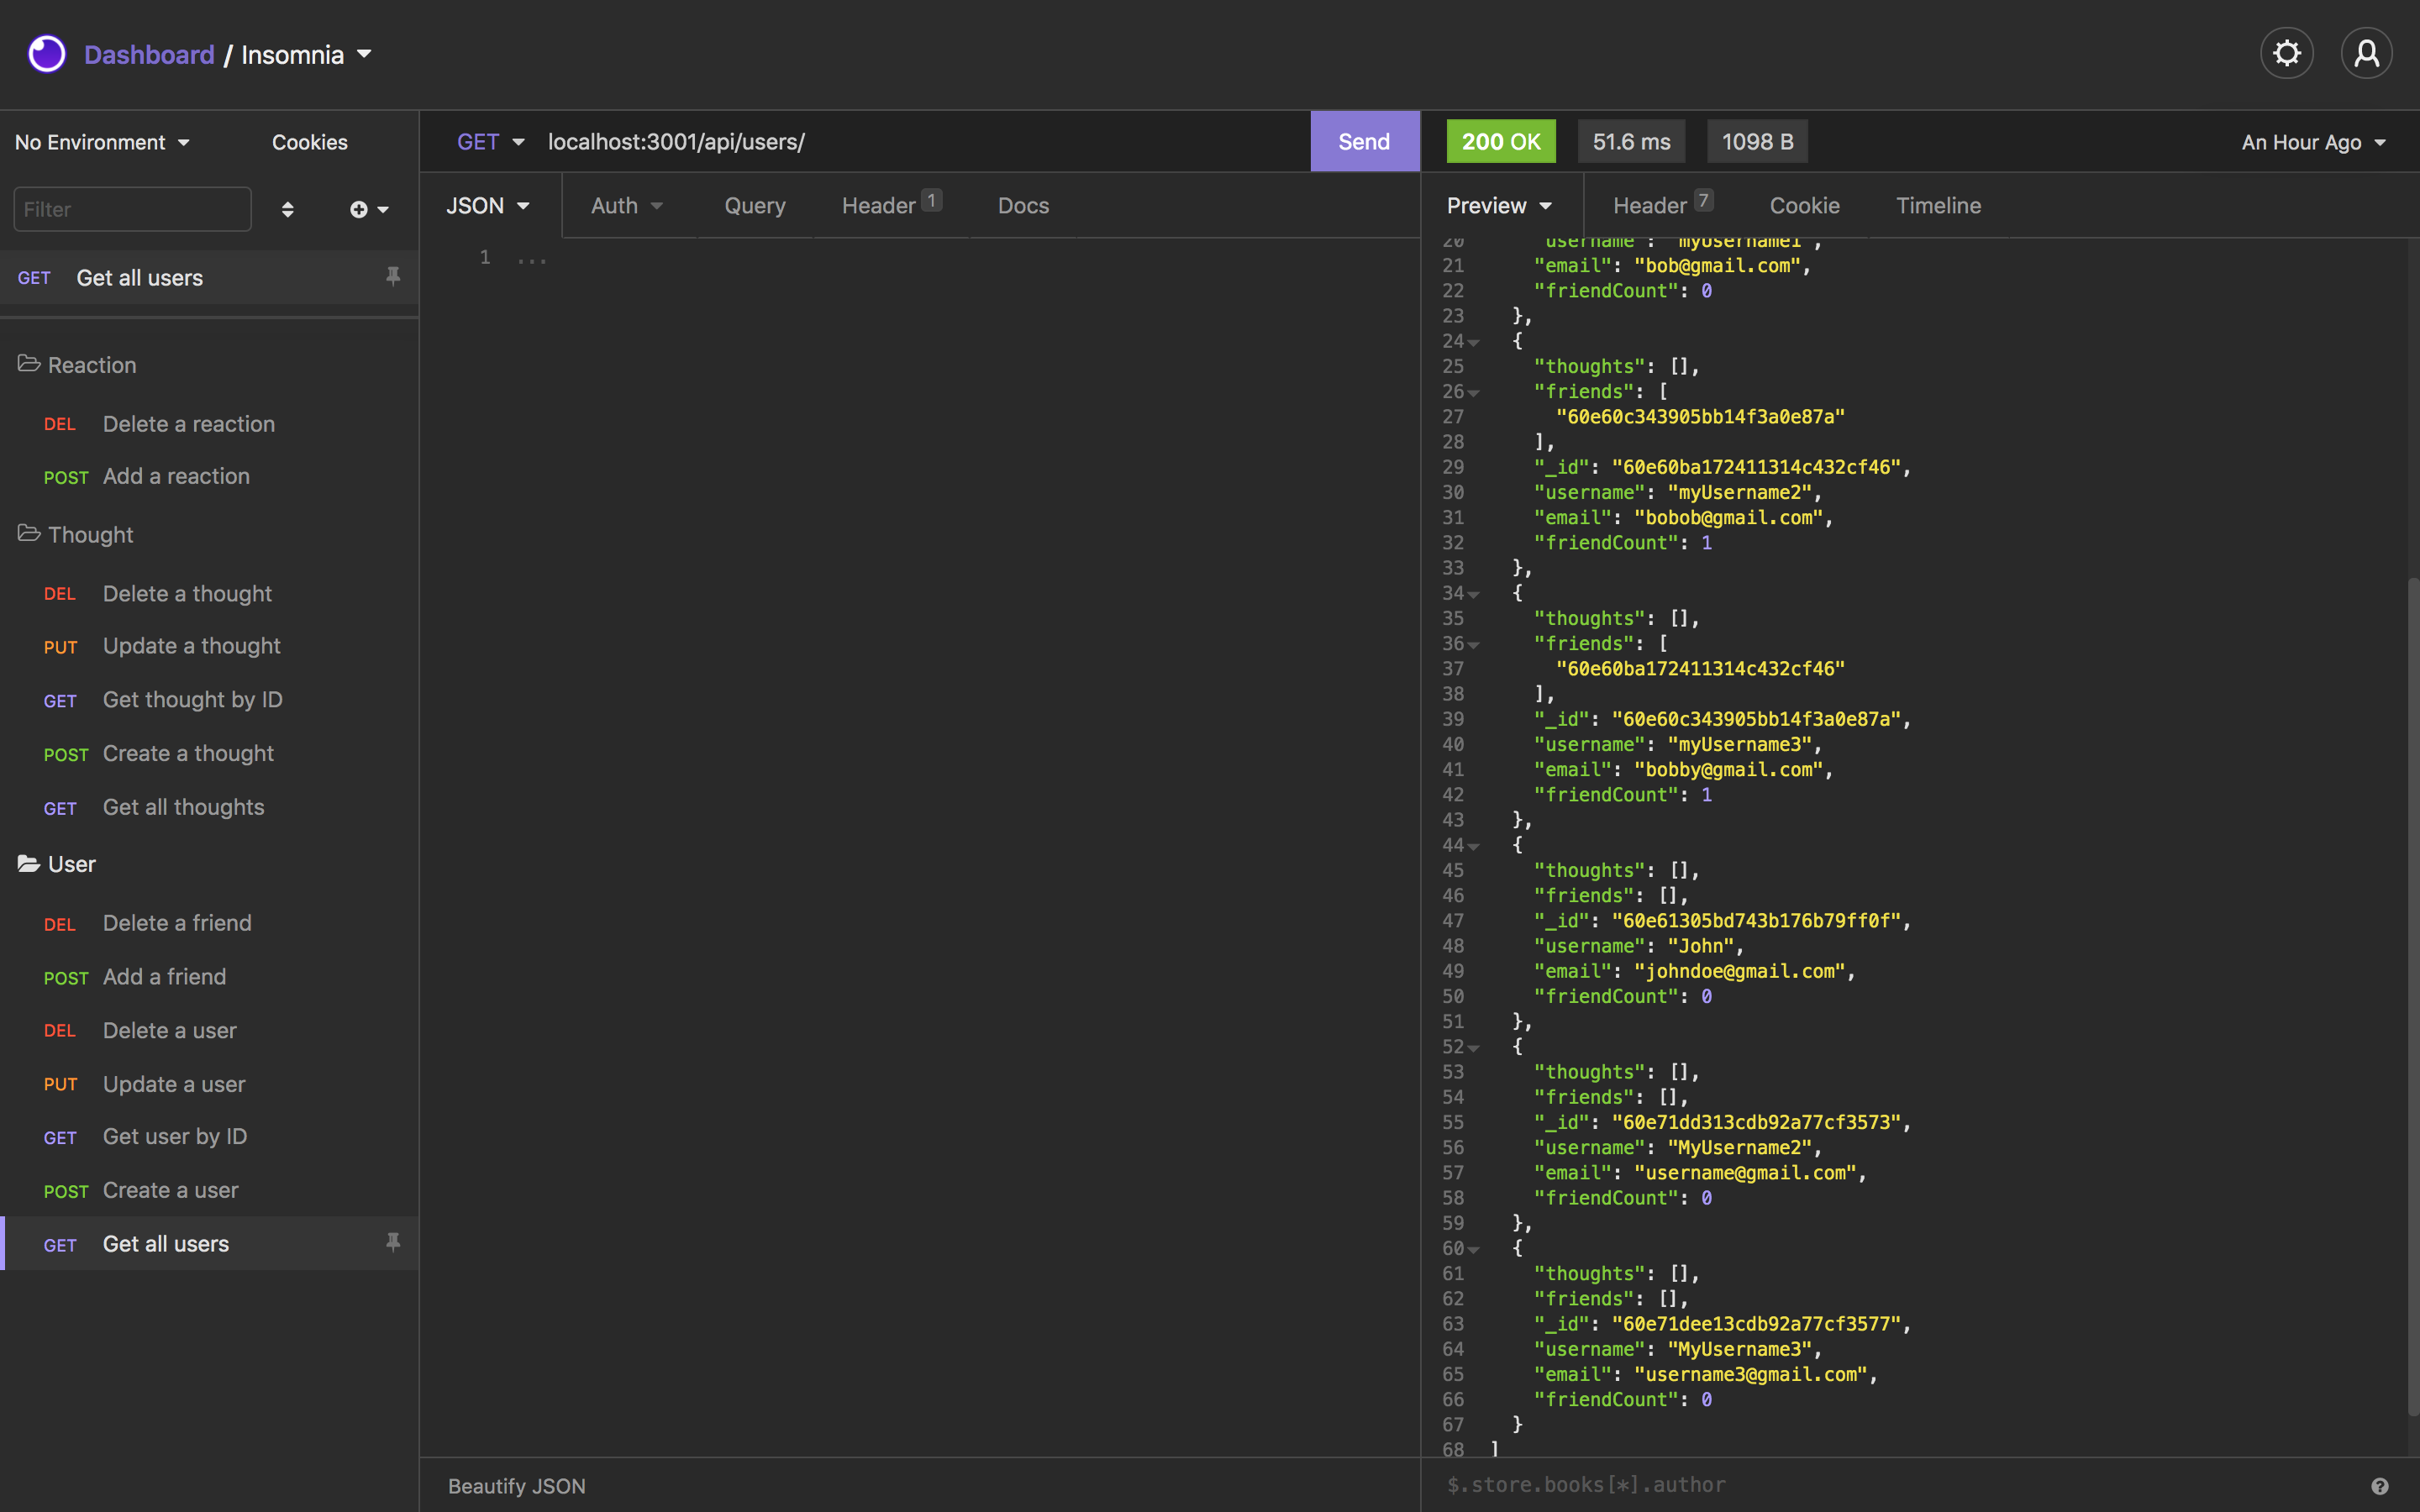 Dashboard / Insomnia
No Environment Cookies
Filter
GET Get all users
Reaction
DEL Delete a reaction
POST Add a reaction
Thought
DEL Delete a thought
PUT Update a thought
GET Get thought by ID
POST Create a thought
GET Get all thoughts
User
DEL Delete a friend
POST Add a friend
DEL Delete a user
PUT Update a user
GET Get user by ID
POST Create a user
GET Get all users
GET localhost:3001/api/users/ Send
JSON Auth Query Header 1 Docs
1 ...
Beautify JSON
200 OK 51.6 ms 1098 B An Hour Ago
Preview Header 7 Cookie Timeline
20 "username": "myUsername1",
21 "email": "bob@gmail.com",
22 "friendCount": 0
23 },
24 {
25 "thoughts": [],
26 "friends": [
27 "60e60c343905bb14f3a0e87a"
28 ],
29 "_id": "60e60ba172411314c432cf46",
30 "username": "myUsername2",
31 "email": "bobob@gmail.com",
32 "friendCount": 1
33 },
34 {
35 "thoughts": [],
36 "friends": [
37 "60e60ba172411314c432cf46"
38 ],
39 "_id": "60e60c343905bb14f3a0e87a",
40 "username": "myUsername3",
41 "email": "bobby@gmail.com",
42 "friendCount": 1
43 },
44 {
45 "thoughts": [],
46 "friends": [],
47 "_id": "60e61305bd743b176b79ff0f",
48 "username": "John",
49 "email": "johndoe@gmail.com",
50 "friendCount": 0
51 },
52 {
53 "thoughts": [],
54 "friends": [],
55 "_id": "60e71dd313cdb92a77cf3573",
56 "username": "MyUsername2",
57 "email": "username@gmail.com",
58 "friendCount": 0
59 },
60 {
61 "thoughts": [],
62 "friends": [],
63 "_id": "60e71dee13cdb92a77cf3577",
64 "username": "MyUsername3",
65 "email": "username3@gmail.com",
66 "friendCount": 0
67 }
68 ]
$.store.books[*].author